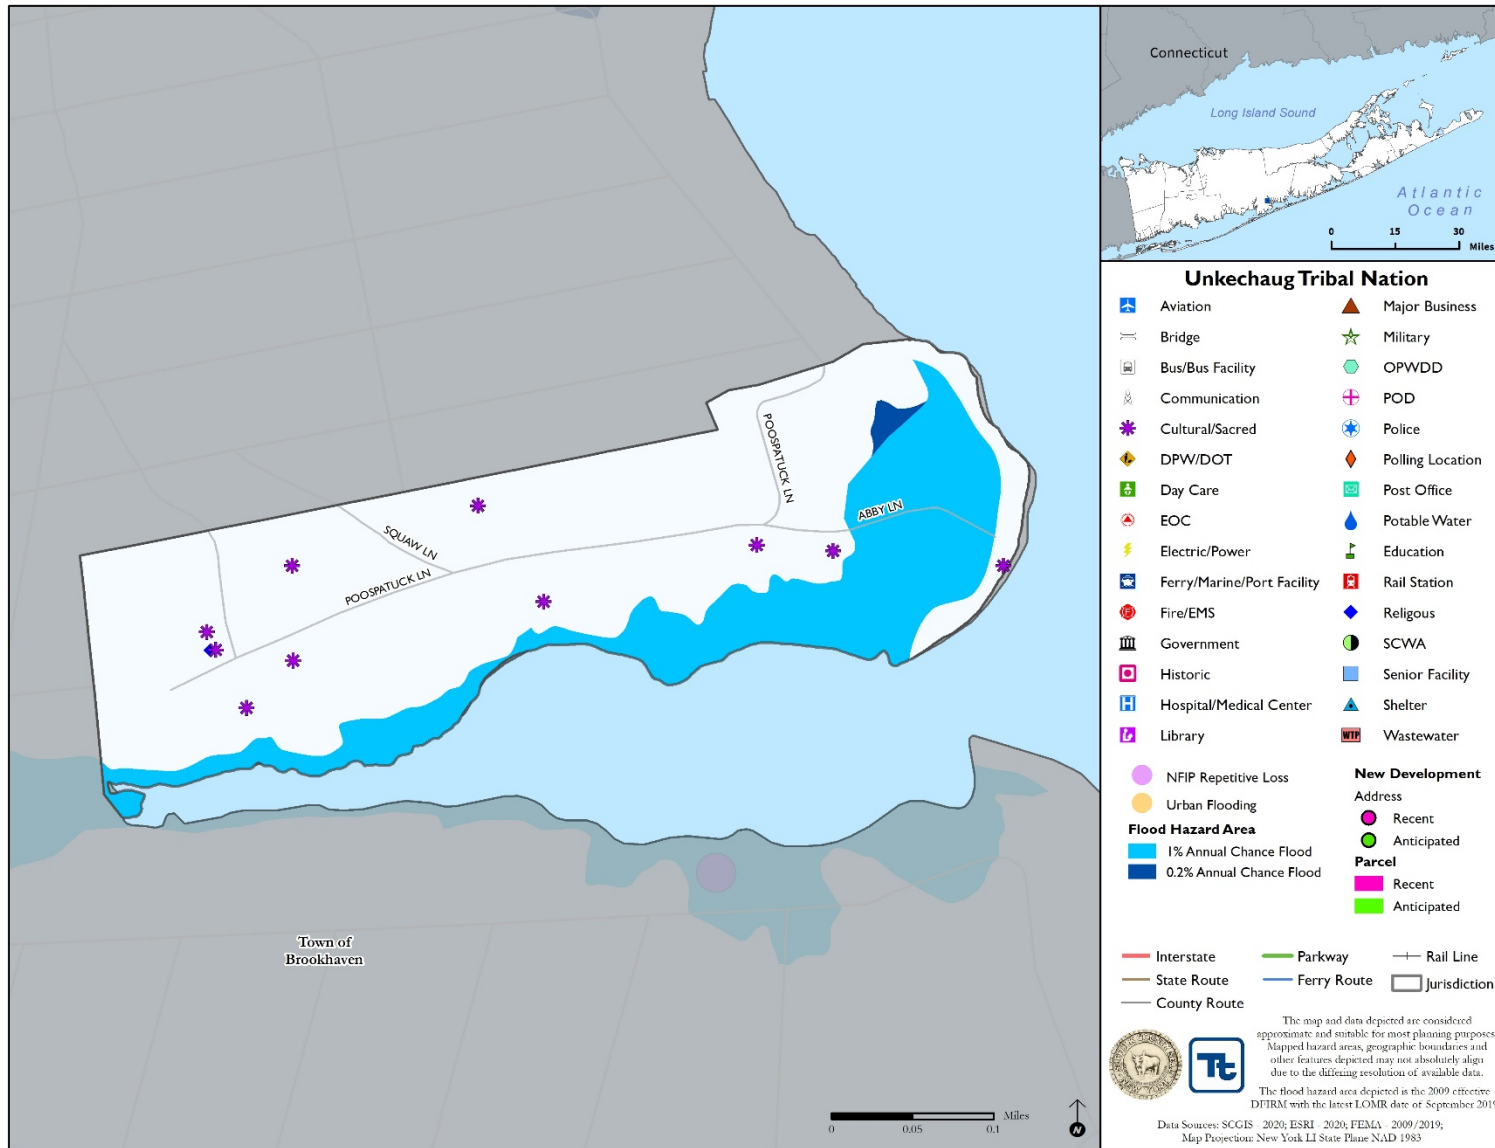 Connecticut
Long Island Sound
Atlantic
Ocean
0 15 30
Miles
POOSPATUCK LN
ABBY LN
SQUAW LN
POOSPATUCK LN
Town of
Brookhaven
Miles
0 0.05 0.1
N
Unkechaug Tribal Nation
Aviation
Major Business
Bridge
Military
Bus/Bus Facility
OPWDD
Communication
POD
Cultural/Sacred
Police
DPW/DOT
Polling Location
Day Care
Post Office
EOC
Potable Water
Electric/Power
Education
Ferry/Marine/Port Facility
Rail Station
Fire/EMS
Religous
Government
SCWA
Historic
Senior Facility
H
Hospital/Medical Center
Shelter
Library
WTP
Wastewater
NFIP Repetitive Loss
Urban Flooding
Flood Hazard Area
1% Annual Chance Flood
0.2% Annual Chance Flood
New Development
Address
Recent
Anticipated
Parcel
Recent
Anticipated
Interstate
Parkway
Rail Line
State Route
Ferry Route
Jurisdiction
County Route
Tt
The map and data depicted are considered
approximate and suitable for most planning purposes
Mapped hazard areas, geographic boundaries and
other features depicted may not absolutely align
due to the differing resolution of available data.
The flood hazard area depicted is the 2009 effective
DFIRM with the latest LOMR date of September 2019
Data Sources: SCGIS - 2020; ESRI - 2020; FEMA - 2009/2019;
Map Projection: New York LI State Plane NAD 1983